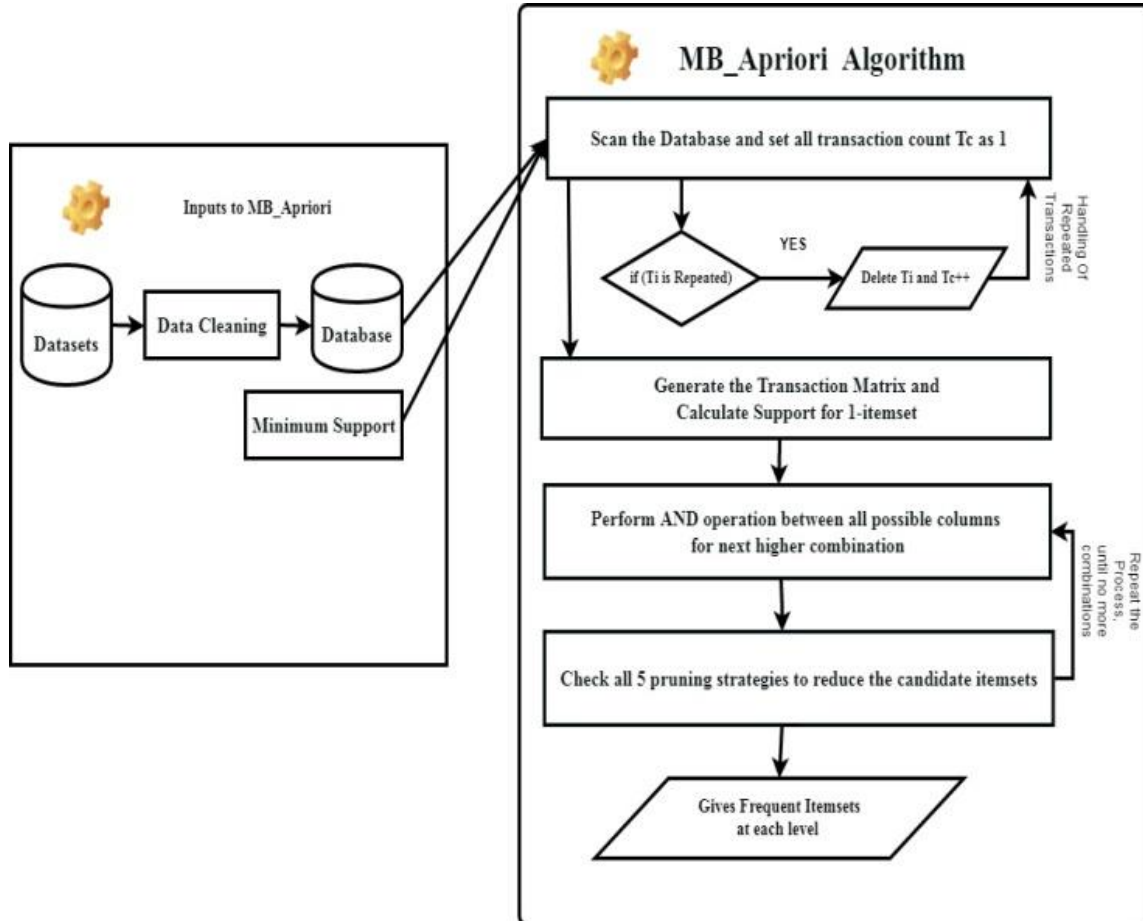 Inputs to MB_Apriori
Datasets
Data Cleaning
Database
Minimum Support
MB_Apriori Algorithm
Scan the Database and set all transaction count Tc as 1
if (Ti is Repeated)
YES
Delete Ti and Tc++
Handling Of
Repeated
Transactions
Generate the Transaction Matrix and
Calculate Support for 1-itemset
Perform AND operation between all possible columns
for next higher combination
Repeat the
Process,
until no more
combinations
Check all 5 pruning strategies to reduce the candidate itemsets
Gives Frequent Itemsets
at each level